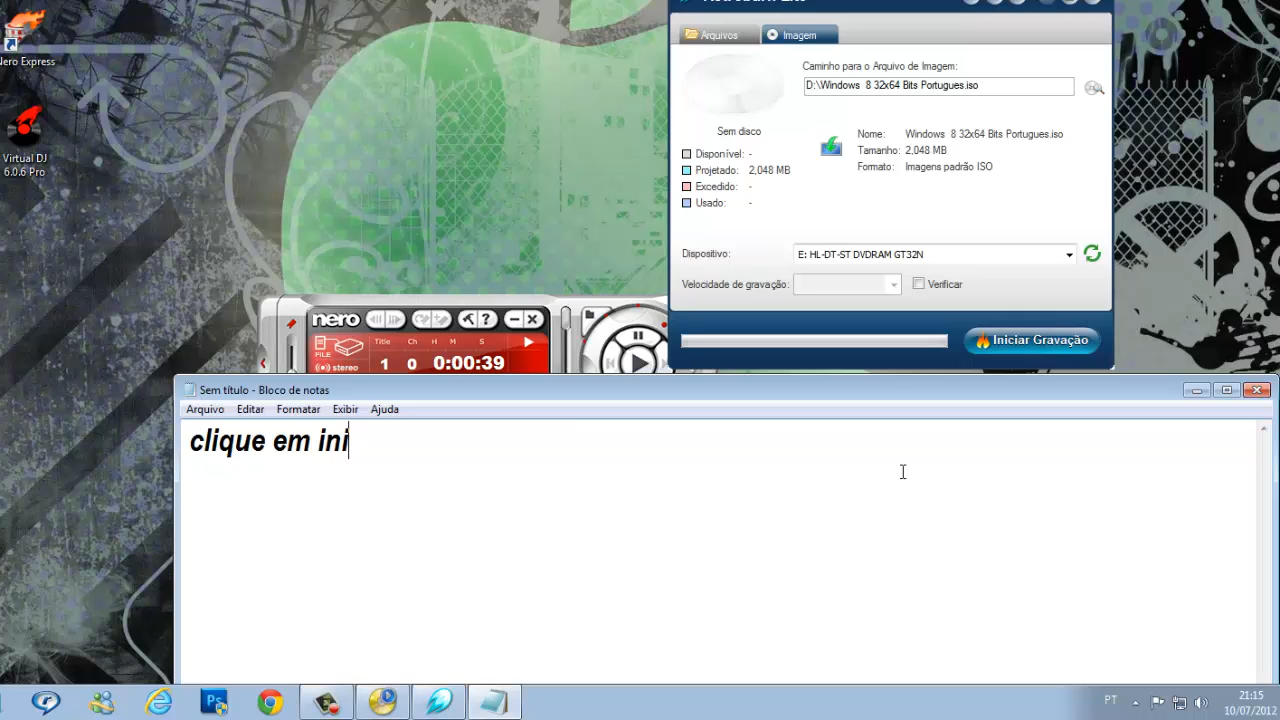 Nero Express
Virtual DJ
6.0.6 Pro
Arquivos
Imagem
Caminho para o Arquivo de Imagem:
D:\Windows 8 32x64 Bits Portugues.iso
Sem disco
Disponível: -
Projetado: 2,048 MB
Excedido: -
Usado: -
Nome: Windows 8 32x64 Bits Portugues.iso
Tamanho: 2,048 MB
Formato: Imagens padrão ISO
Dispositivo: E: HL-DT-ST DVDRAM GT32N
Velocidade de gravação: Verificar
Iniciar Gravação
nero
Title Ch H M S
FILE
stereo 1 0 0:00:39
Sem título - Bloco de notas
Arquivo Editar Formatar Exibir Ajuda
clique em ini
PT
21:15
10/07/2012